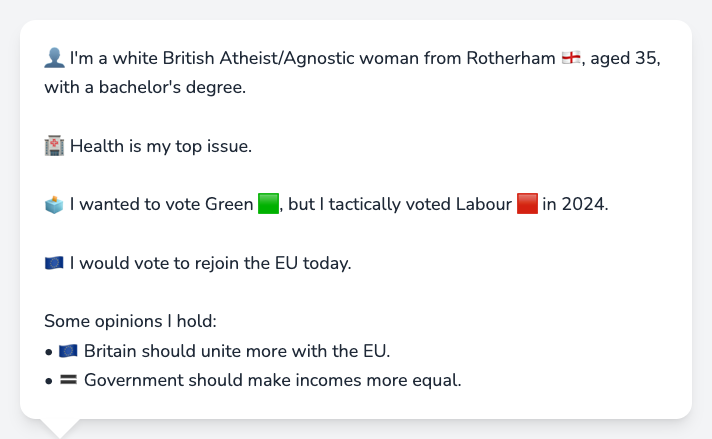 👤 I'm a white British Atheist/Agnostic woman from Rotherham 🏴󠁧󠁢󠁥󠁮󠁧󠁿, aged 35,
with a bachelor's degree.
🏥 Health is my top issue.
🗳️ I wanted to vote Green 🟩, but I tactically voted Labour 🟥 in 2024.
🇪🇺 I would vote to rejoin the EU today.
Some opinions I hold:
• 🇪🇺 Britain should unite more with the EU.
• 🟰 Government should make incomes more equal.